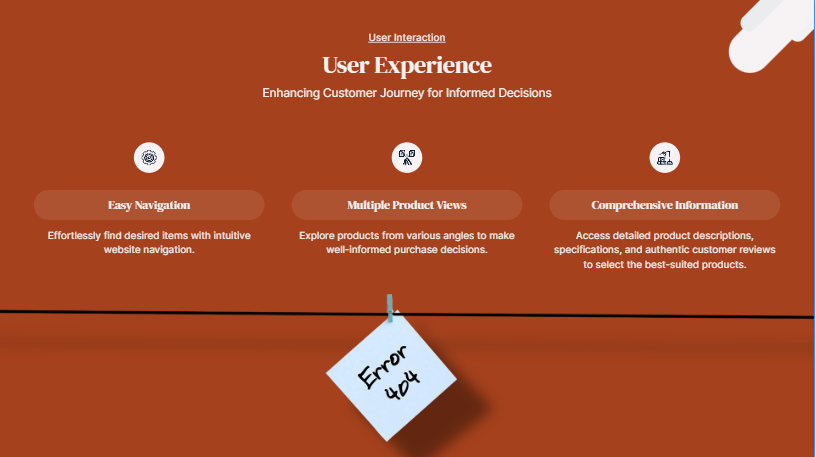 User Interaction
User Experience
Enhancing Customer Journey for Informed Decisions
Easy Navigation
Multiple Product Views
Comprehensive Information
Effortlessly find desired items with intuitive
website navigation.
Explore products from various angles to make
well-informed purchase decisions.
Access detailed product descriptions,
specifications, and authentic customer reviews
to select the best-suited products.
Error
404